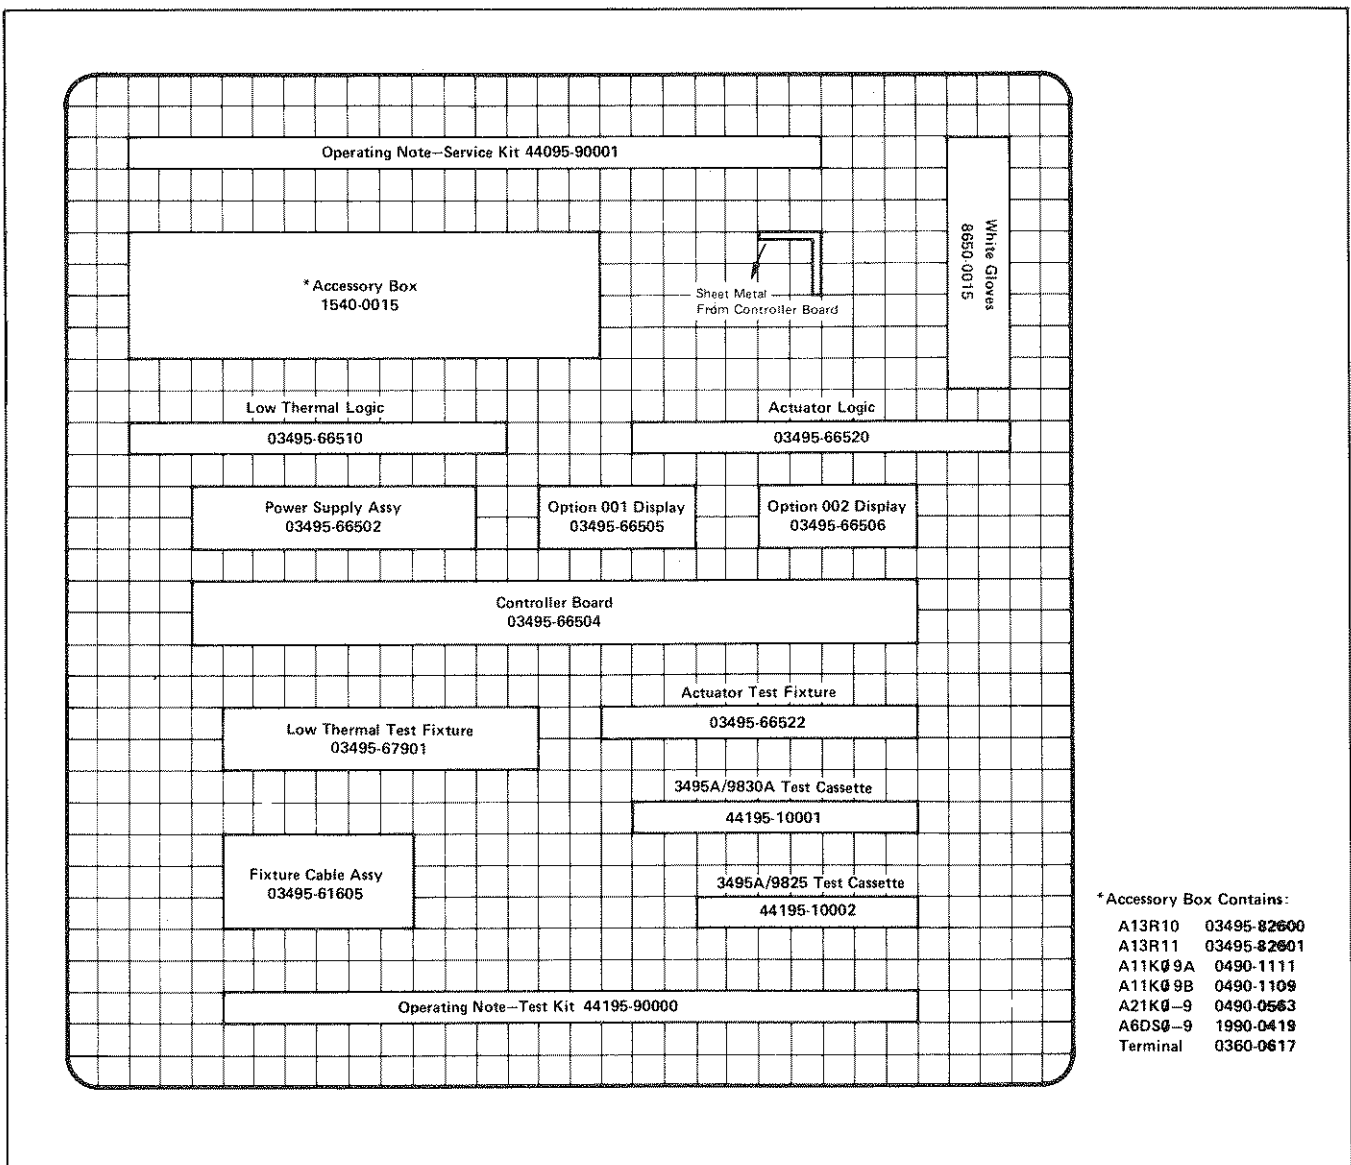 Operating Note—Service Kit 44095-90001
White Gloves
8650-0015
*Accessory Box
1540-0015
Sheet Metal
From Controller Board
Low Thermal Logic
03495-66510
Actuator Logic
03495-66520
Power Supply Assy
03495-66502
Option 001 Display
03495-66505
Option 002 Display
03495-66506
Controller Board
03495-66504
Low Thermal Test Fixture
03495-67901
Actuator Test Fixture
03495-66522
3495A/9830A Test Cassette
44195-10001
Fixture Cable Assy
03495-61605
3495A/9825 Test Cassette
44195-10002
Operating Note—Test Kit 44195-90000
*Accessory Box Contains:
A13R10 03495-82600
A13R11 03495-82601
A11KØ9A 0490-1111
A11KØ9B 0490-1109
A21KØ—9 0490-0563
A6DSØ—9 1990-0419
Terminal 0360-0617